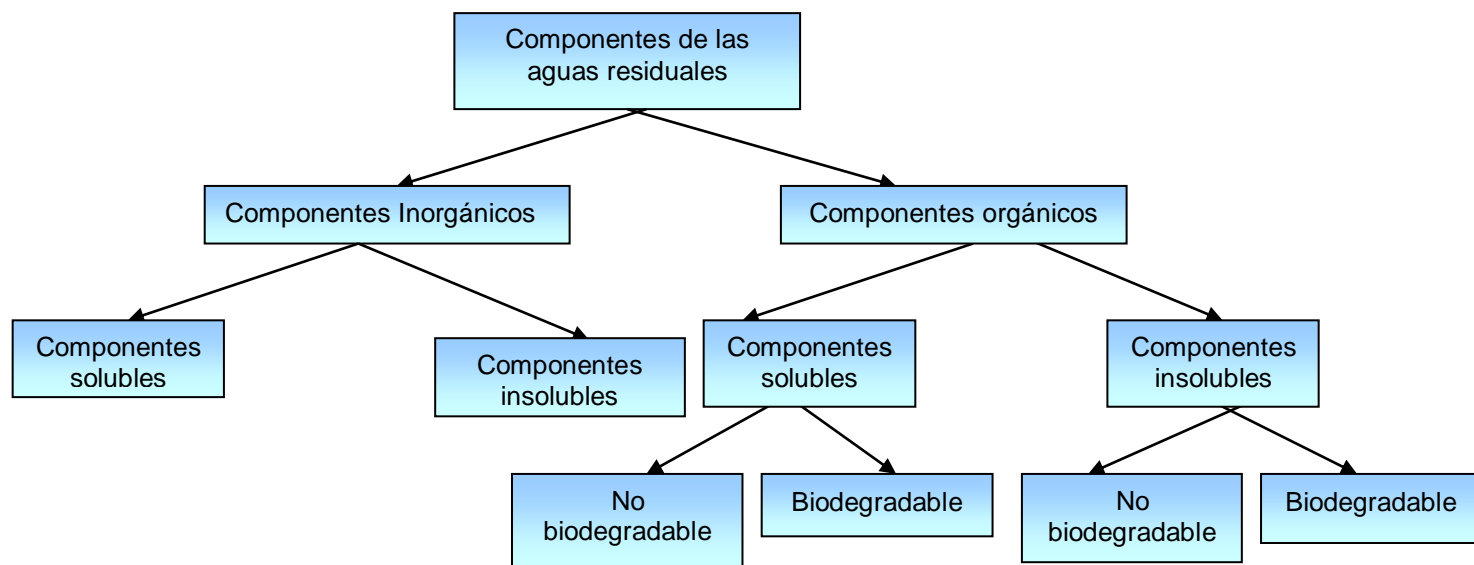 Componentes de las
aguas residuales
Componentes Inorgánicos
Componentes orgánicos
Componentes
solubles
Componentes
insolubles
Componentes
solubles
Componentes
insolubles
No
biodegradable
Biodegradable
No
biodegradable
Biodegradable